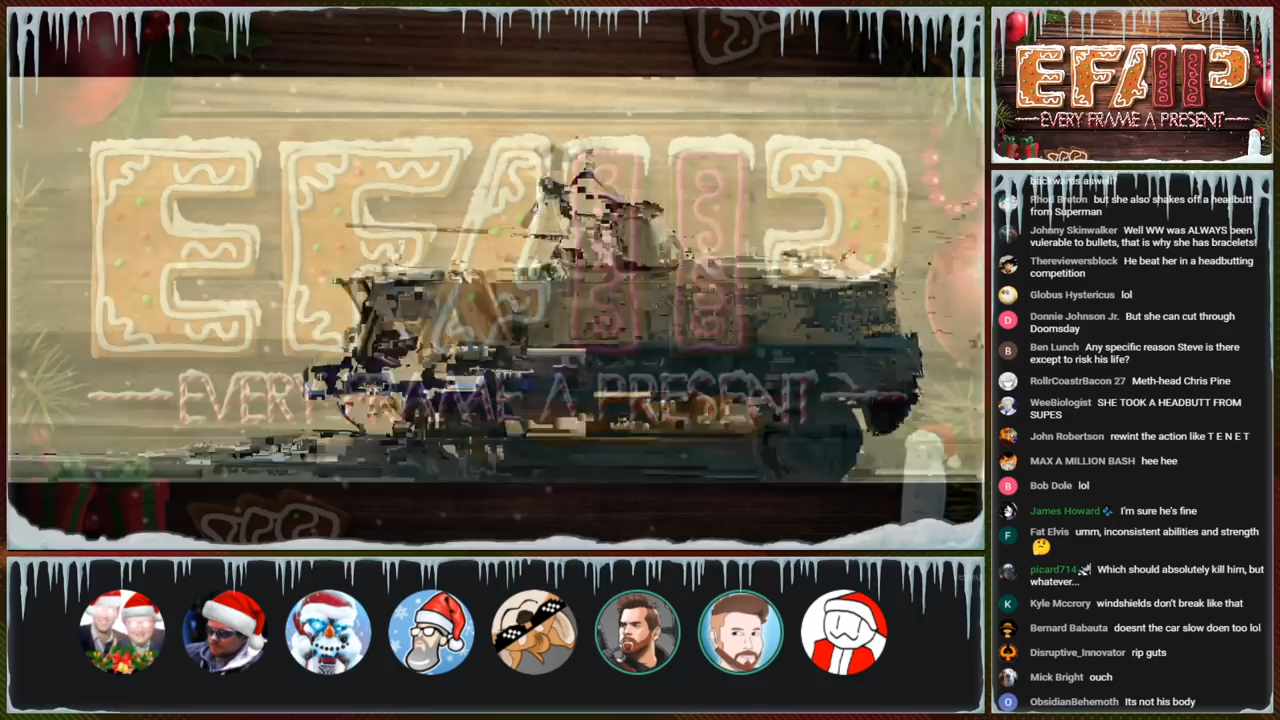 EFAP
EVERY FRAME A PRESENT
EFAP
EVERY FRAME A PRESENT
backwards aswell?
Rhod Breton but she also shakes off a headbutt
from Superman
Johnny Skinwalker Well WW was ALWAYS been
vulerable to bullets, that is why she has bracelets!
Thereviewersblock He beat her in a headbutting
competition
Globus Hystericus lol
D Donnie Johnson Jr. But she can cut through
Doomsday
B Ben Lunch Any specific reason Steve is there
except to risk his life?
RollrCoastrBacon 27 Meth-head Chris Pine
WeeBiologist SHE TOOK A HEADBUTT FROM
SUPES
John Robertson rewint the action like T E N E T
MAX A MILLION BASH hee hee
B Bob Dole lol
James Howard I'm sure he's fine
F Fat Elvis umm, inconsistent abilities and strength
🤔
picard714 Which should absolutely kill him, but
whatever...
K Kyle Mccrory windshields don't break like that
Bernard Babauta doesnt the car slow doen too lol
Disruptive_Innovator rip guts
Mick Bright ouch
O ObsidianBehemoth Its not his body